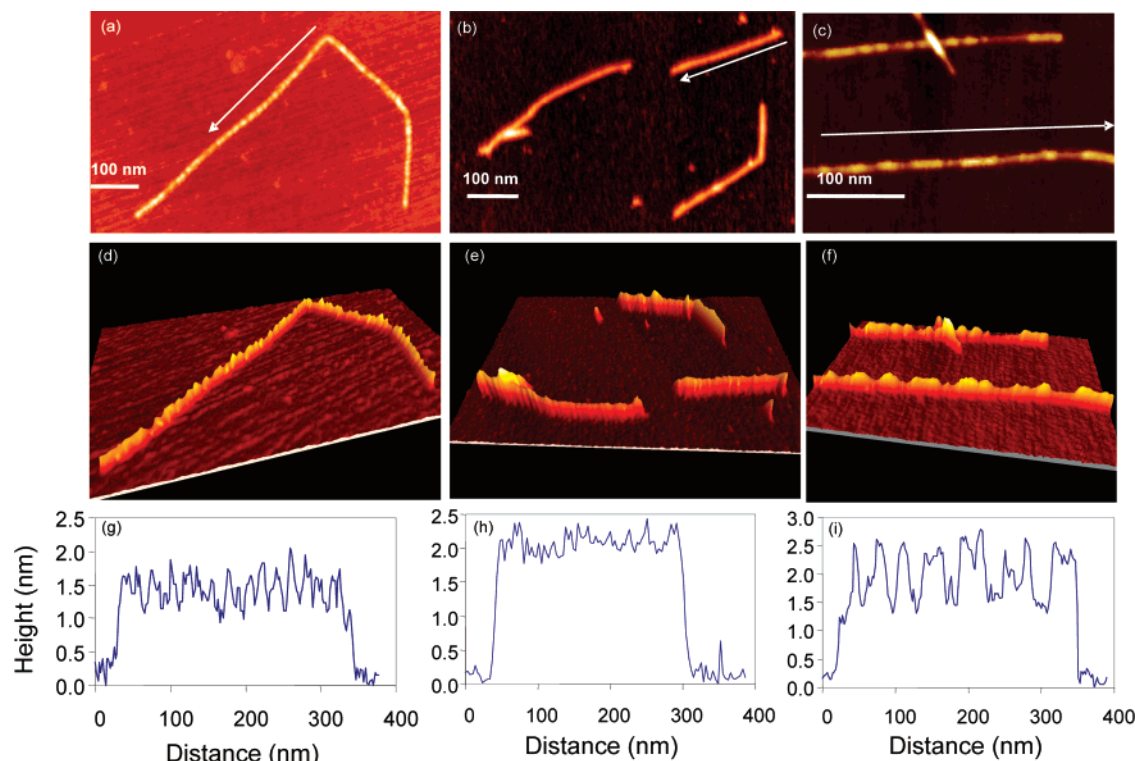 (a) (b) (c)
100 nm 100 nm 100 nm
(d) (e) (f)
(g) (h) (i)
2.5 2.5 3.0
2.0 2.0 2.5
1.5 1.5 2.0
1.0 1.0 1.5
0.5 0.5 1.0
0.0 0.0 0.5
0.0
Height (nm)
0 100 200 300 400 0 100 200 300 400 0 100 200 300 400
Distance (nm) Distance (nm) Distance (nm)